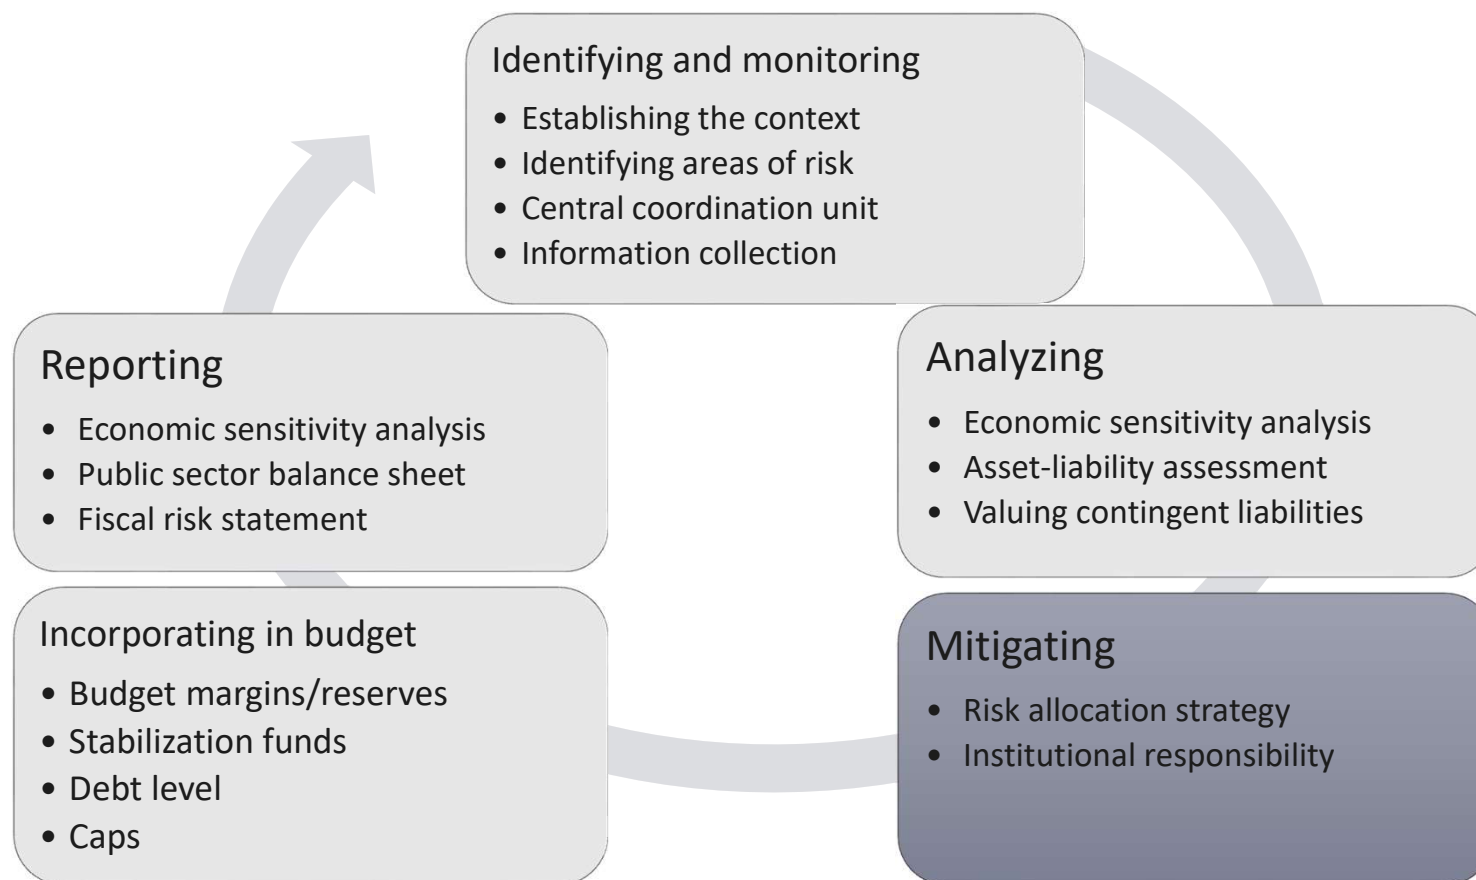 Identifying and monitoring
• Establishing the context
• Identifying areas of risk
• Central coordination unit
• Information collection
Analyzing
• Economic sensitivity analysis
• Asset-liability assessment
• Valuing contingent liabilities
Mitigating
• Risk allocation strategy
• Institutional responsibility
Incorporating in budget
• Budget margins/reserves
• Stabilization funds
• Debt level
• Caps
Reporting
• Economic sensitivity analysis
• Public sector balance sheet
• Fiscal risk statement